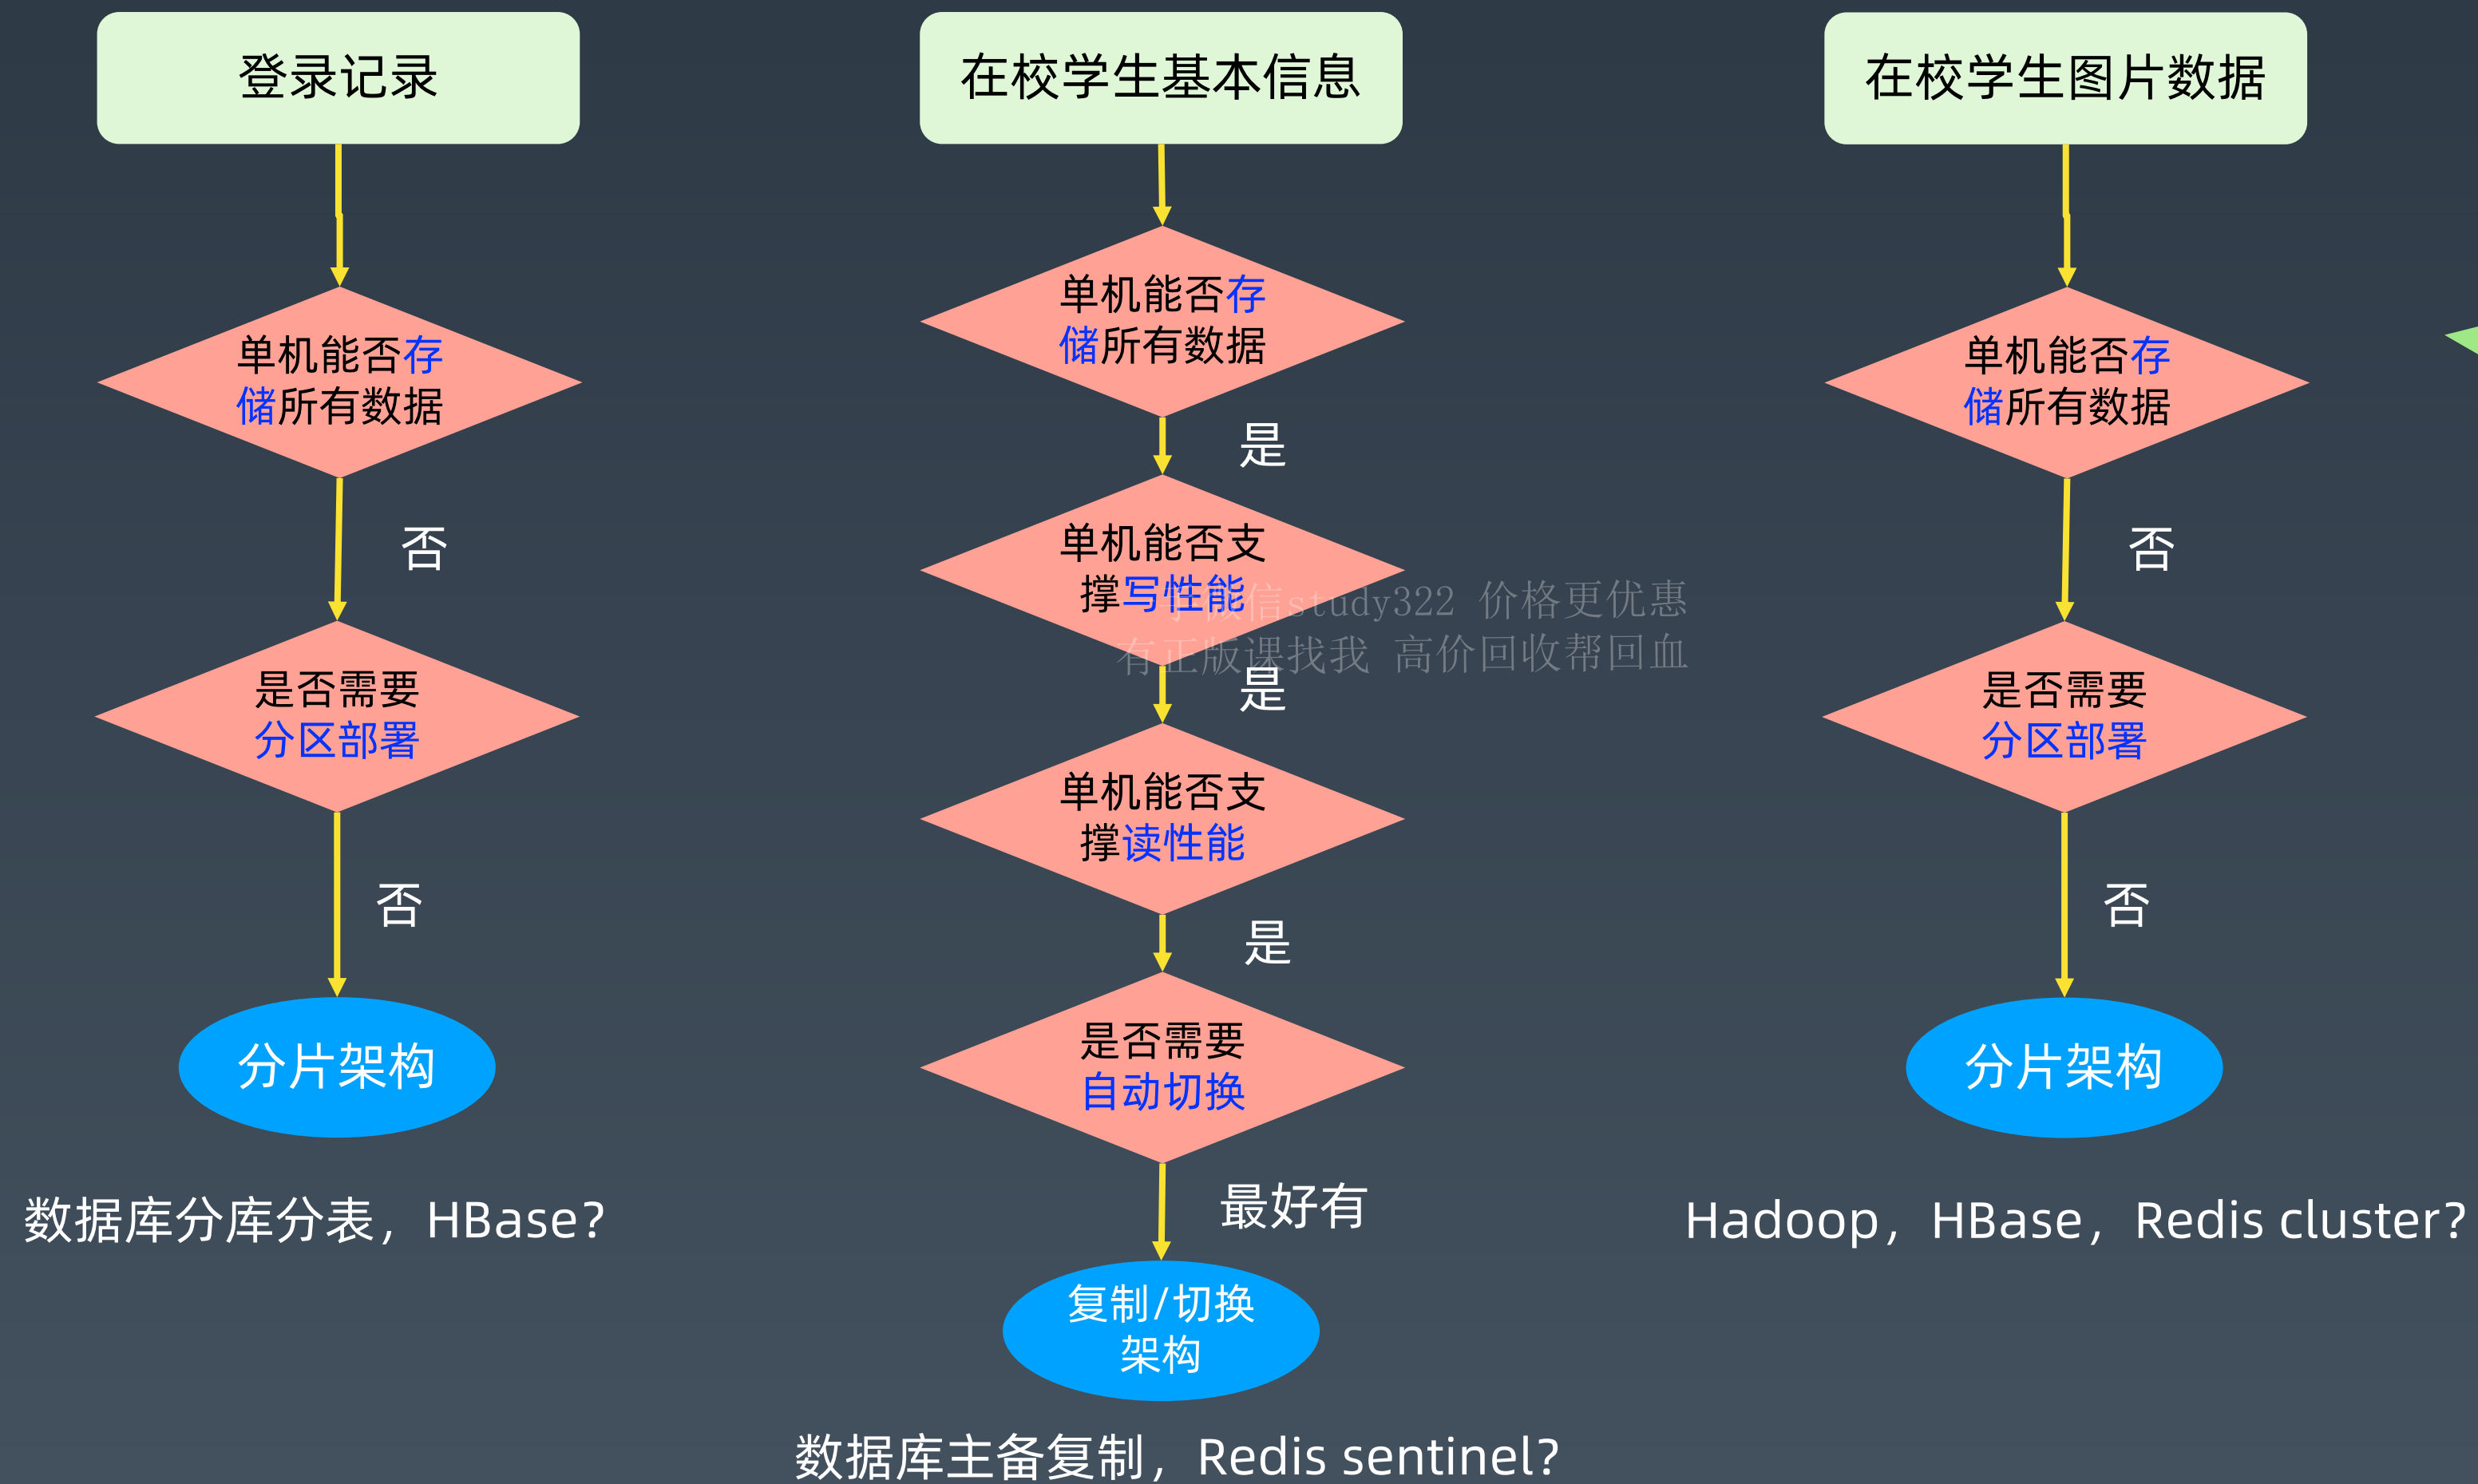 登录记录
单机能否存
储所有数据
否
是否需要
分区部署
否
分片架构
数据库分库分表，HBase？
在校学生基本信息
单机能否存
储所有数据
是
单机能否支
撑写性能
是
单机能否支
撑读性能
是
是否需要
自动切换
最好有
复制/切换
架构
数据库主备复制，Redis sentinel？
在校学生图片数据
单机能否存
储所有数据
否
是否需要
分区部署
否
分片架构
Hadoop，HBase，Redis cluster？
信study322 价格更优惠
有正版课找我 高价回收帮回血